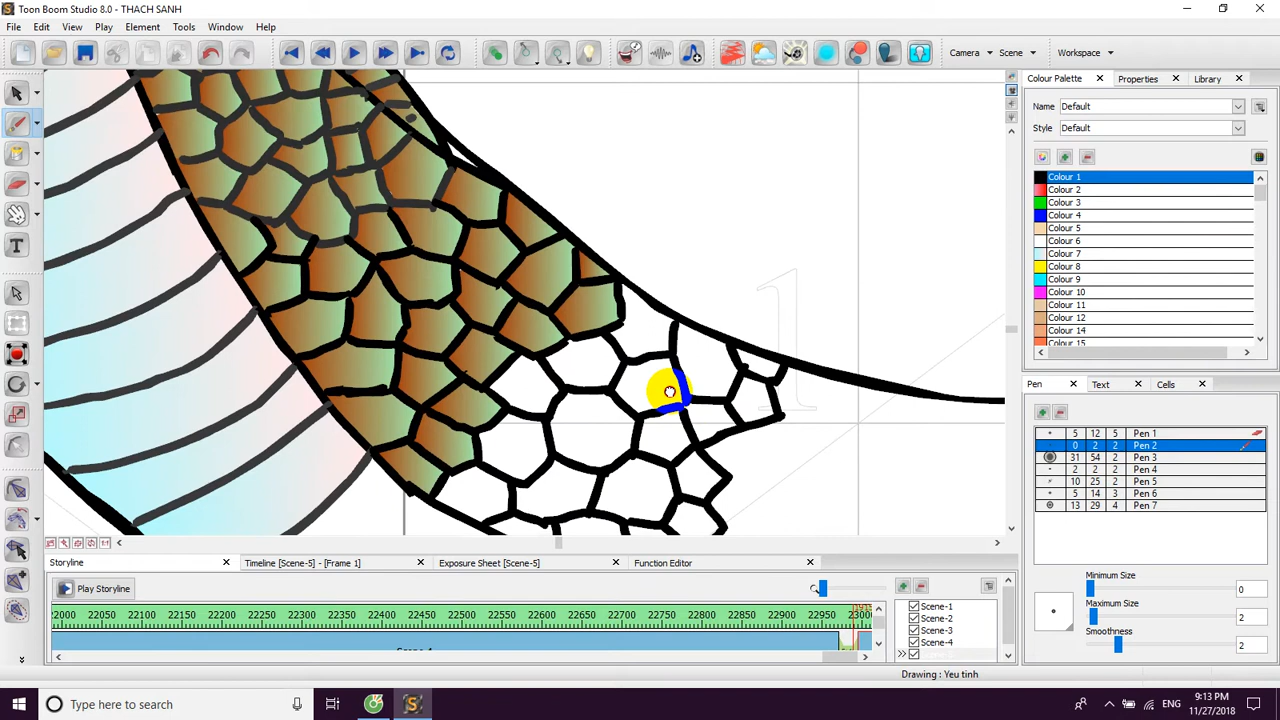 Toon Boom Studio 8.0 - THACH SANH
File Edit View Play Element Tools Windows Help
Camera Scene Workspace
Colour Palette Properties Library
Name Default
Style Default
Colour 1
Colour 2
Colour 3
Colour 4
Colour 5
Colour 6
Colour 7
Colour 8
Colour 9
Colour 10
Colour 11
Colour 12
Colour 14
Colour 15
1
Pen Text Cells
5 12 5 Pen 1
0 2 2 Pen 2
31 54 2 Pen 3
2 2 2 Pen 4
10 25 2 Pen 5
5 14 3 Pen 6
13 29 4 Pen 7
Minimum Size
0
Maximum Size
2
Smoothness
2
Storyline Timeline [Scene-5] - [Frame 1] Exposure Sheet [Scene-5] Function Editor
Play Storyline
22000 22050 22100 22150 22200 22250 22300 22350 22400 22450 22500 22550 22600 22650 22700 22750 22800 22850 22900 22950
Scene-1
Scene-2
Scene-3
Scene-4
Drawing : Yeu tinh
Type here to search
ENG
9:13 PM
11/27/2018